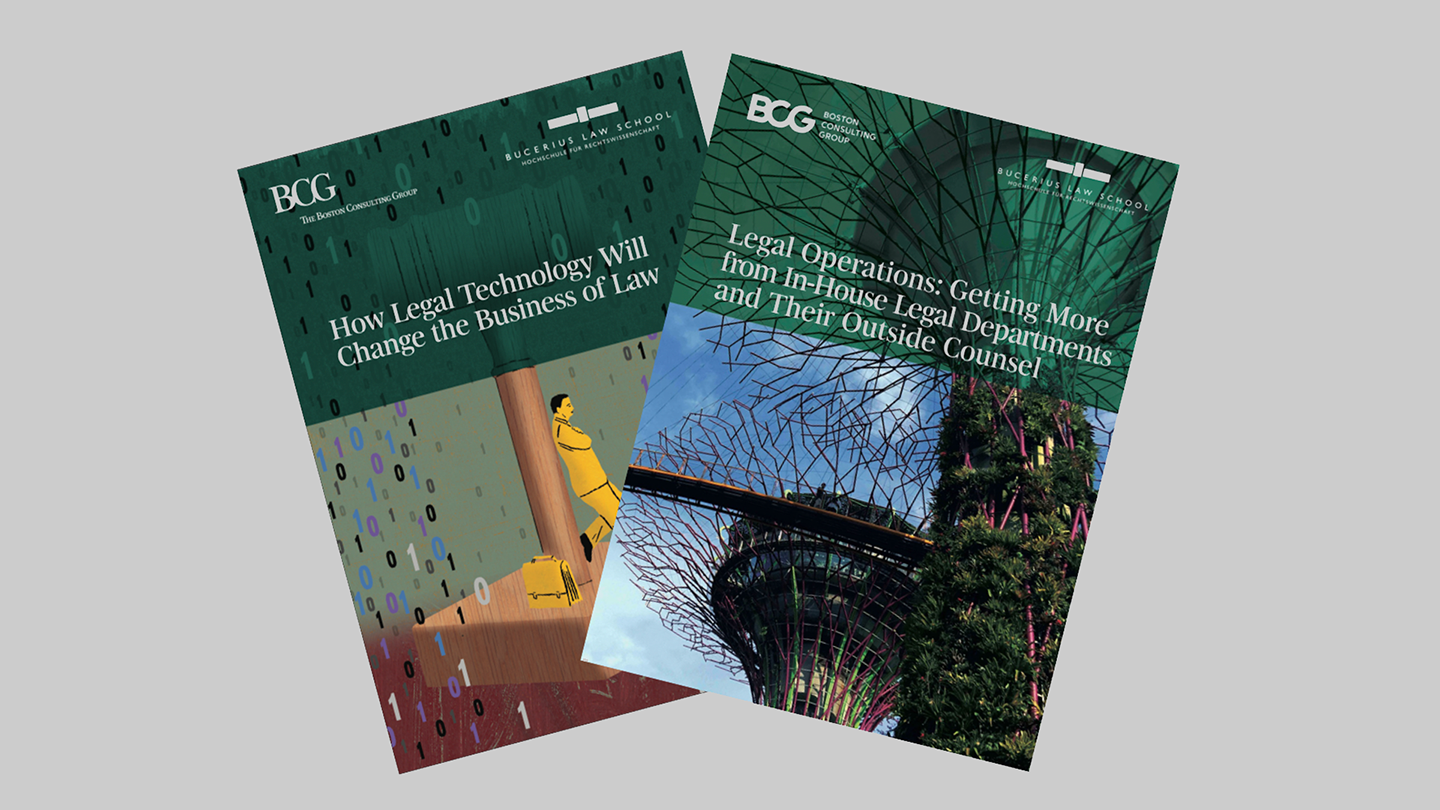 BCG
THE BOSTON CONSULTING GROUP
BUCERIUS LAW SCHOOL
HOCHSCHULE FÜR RECHTSWISSENSCHAFT
How Legal Technology Will
Change the Business of Law
BCG
BOSTON
CONSULTING
GROUP
BUCERIUS LAW SCHOOL
HOCHSCHULE FÜR RECHTSWISSENSCHAFT
Legal Operations: Getting More
from In-House Legal Departments
and Their Outside Counsel